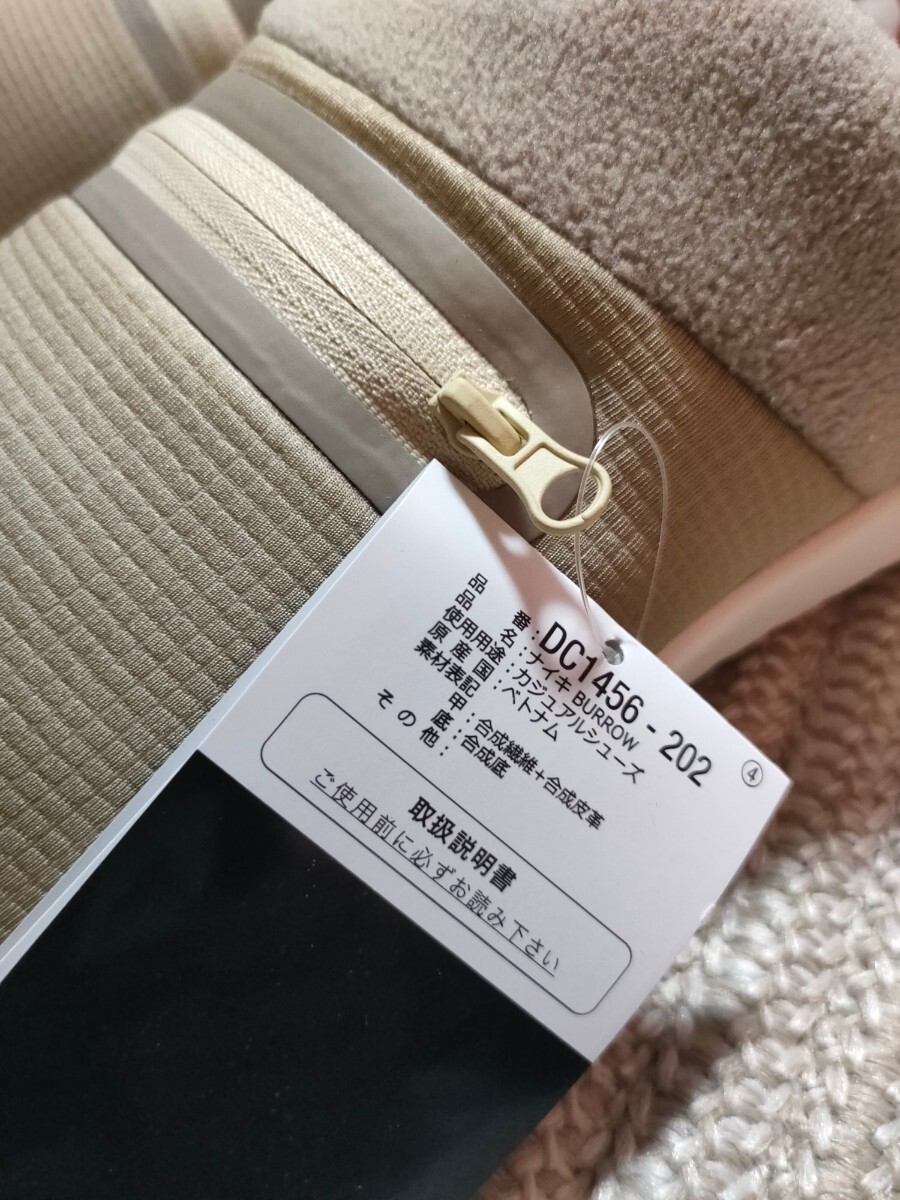 品番：DC1456-202
品名：ナイキ BURROW
使用用途：カジュアルシューズ
原産国：ベトナム
素材表記
甲：合成繊維+合成皮革
底：合成底
その他：
④
取扱説明書
ご使用前に必ずお読み下さい